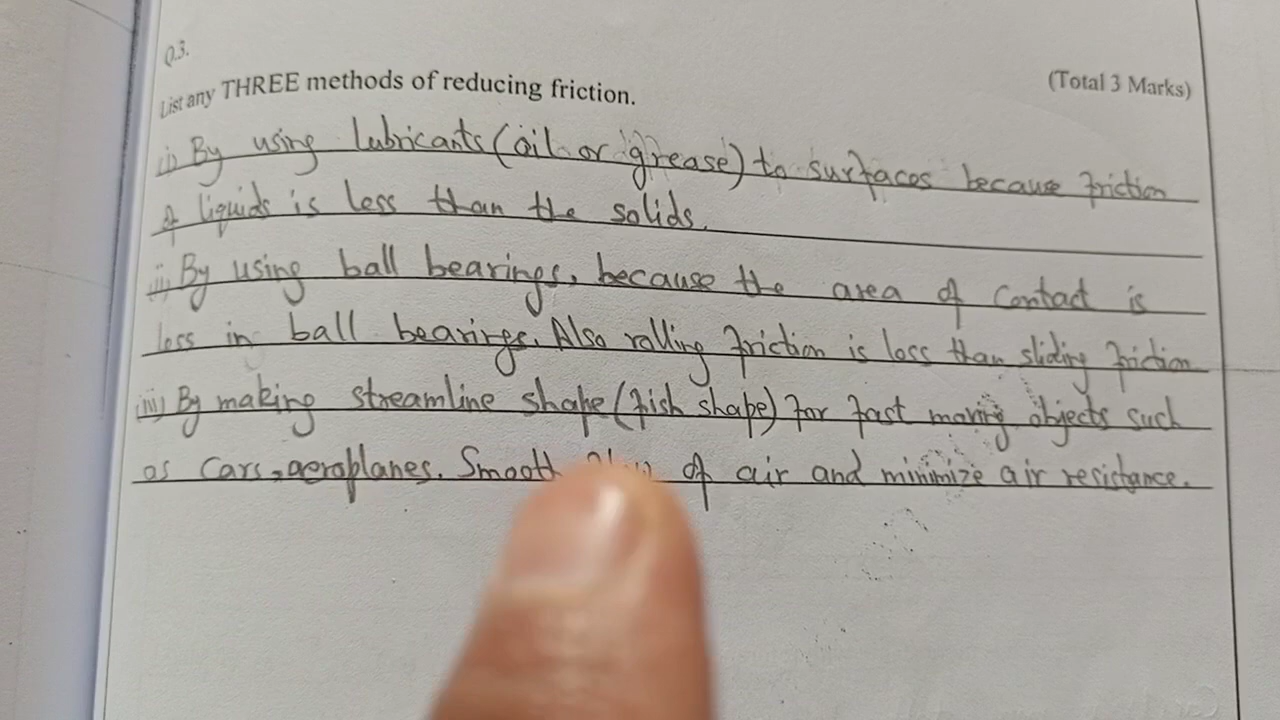 Q.3.
List any THREE methods of reducing friction. (Total 3 Marks)
(i) By using lubricants (oil or grease) to surfaces because friction
of liquids is less than the solids.
(ii) By using ball bearings, because the area of contact is
less in ball bearings. Also rolling friction is less than sliding friction
(iii) By making streamline shape (fish shape) for fast moving objects such
as cars, aeroplanes. Smooth of air and minimize air resistance.